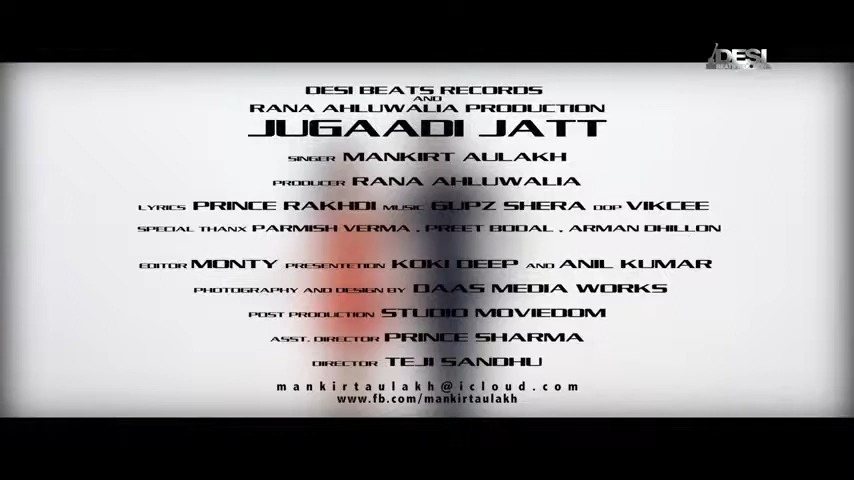 DESI
BEATS
DESI BEATS RECORDS
AND
RANA AHLUWALIA PRODUCTION
JUGAADI JATT
SINGER MANKIRT AULAKH
PRODUCER RANA AHLUWALIA
LYRICS PRINCE RAKHDI MUSIC GUPZ SHERA DOP VIKCEE
SPECIAL THANX PARMISH VERMA , PREET BODAL , ARMAN DHILLON
EDITOR MONTY PRESENTETION KOKI DEEP AND ANIL KUMAR
PHOTOGRAPHY AND DESIGN BY DAAS MEDIA WORKS
POST PRODUCTION STUDIO MOVIEDOM
ASST. DIRECTOR PRINCE SHARMA
DIRECTOR TEJI SANDHU
mankirtaulakh@icloud.com
www.fb.com/mankirtaulakh